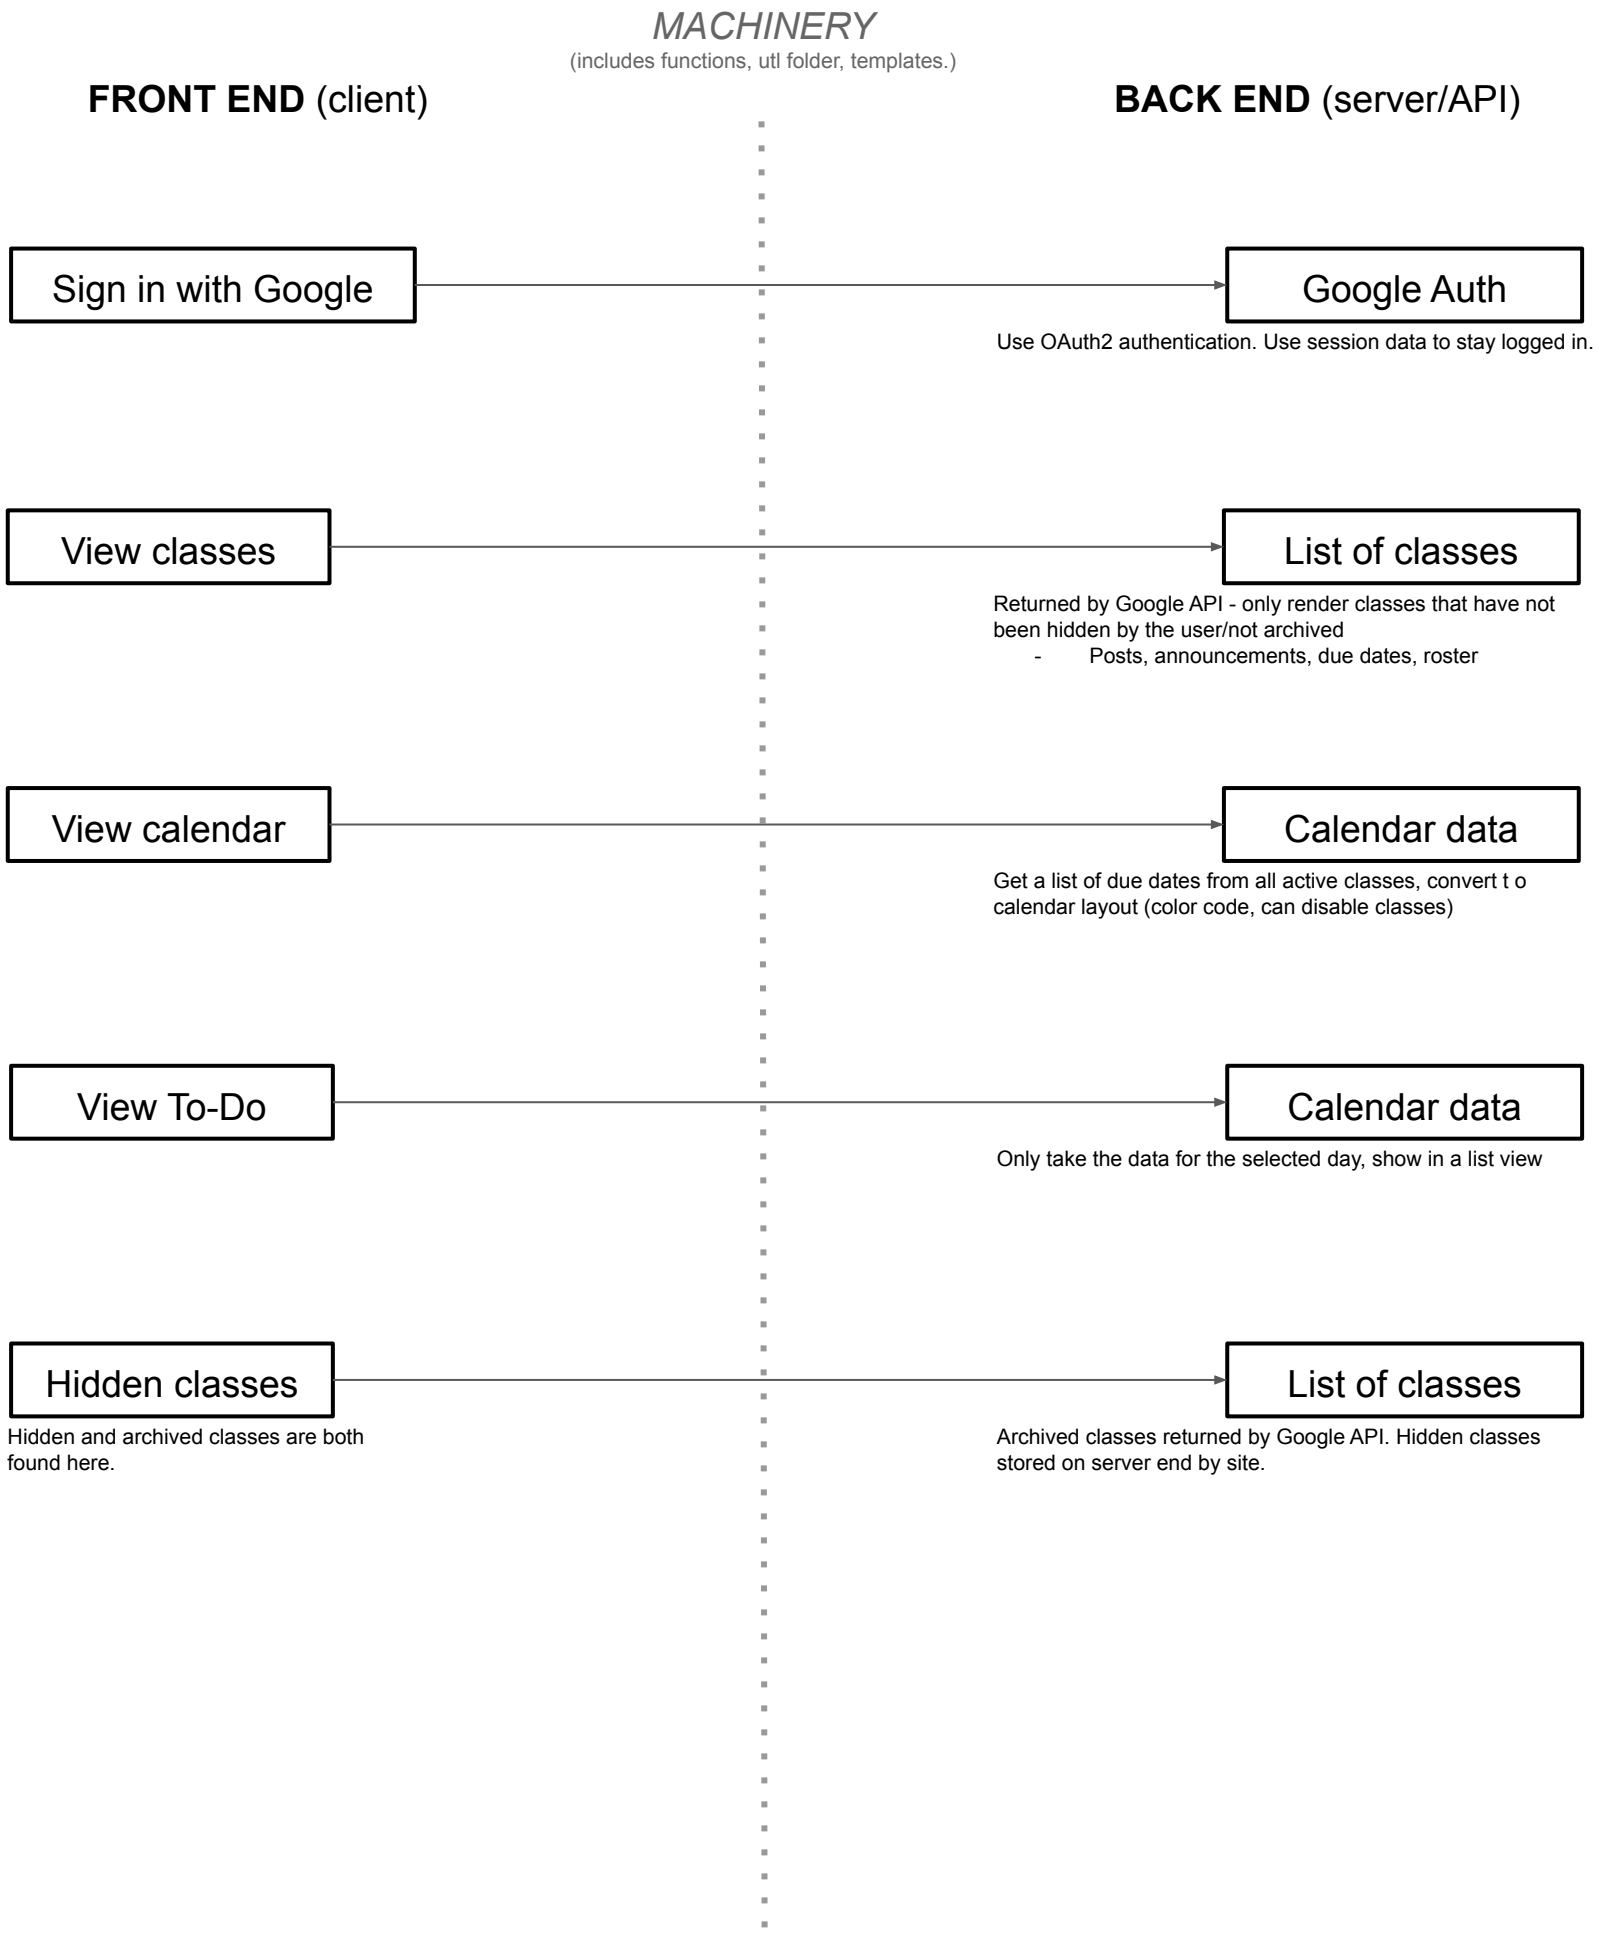 MACHINERY
(includes functions, utl folder, templates.)
FRONT END (client)
BACK END (server/API)
Sign in with Google
Google Auth
Use OAuth2 authentication. Use session data to stay logged in.
View classes
List of classes
Returned by Google API - only render classes that have not
been hidden by the user/not archived
- Posts, announcements, due dates, roster
View calendar
Calendar data
Get a list of due dates from all active classes, convert t o
calendar layout (color code, can disable classes)
View To-Do
Calendar data
Only take the data for the selected day, show in a list view
Hidden classes
List of classes
Hidden and archived classes are both
found here.
Archived classes returned by Google API. Hidden classes
stored on server end by site.